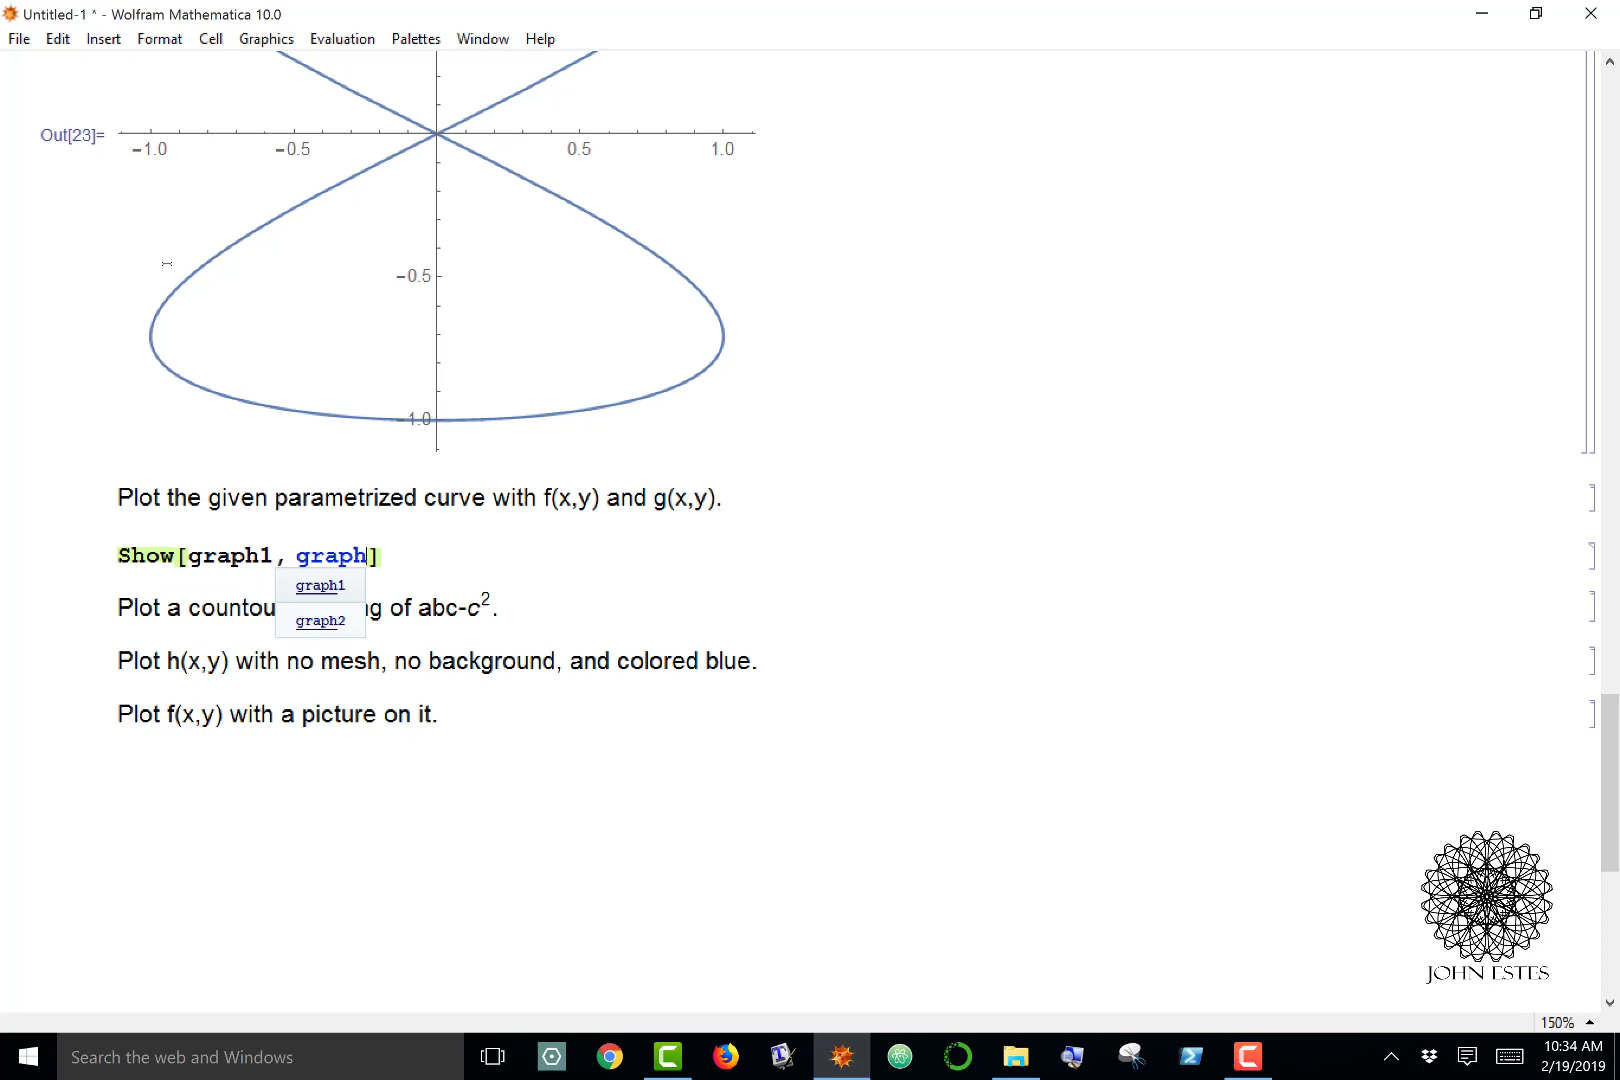 Untitled-1 * - Wolfram Mathematica 10.0
File Edit Insert Format Cell Graphics Evaluation Palettes Window Help
Out[23]=
-1.0 -0.5 0.5 1.0
-0.5
-1.0
Plot the given parametrized curve with f(x,y) and g(x,y).
Show[graph1, graph]
graph1
Plot a countou g of abc-c².
graph2
Plot h(x,y) with no mesh, no background, and colored blue.
Plot f(x,y) with a picture on it.
JOHN ESTES
150%
Search the web and Windows
10:34 AM
2/19/2019